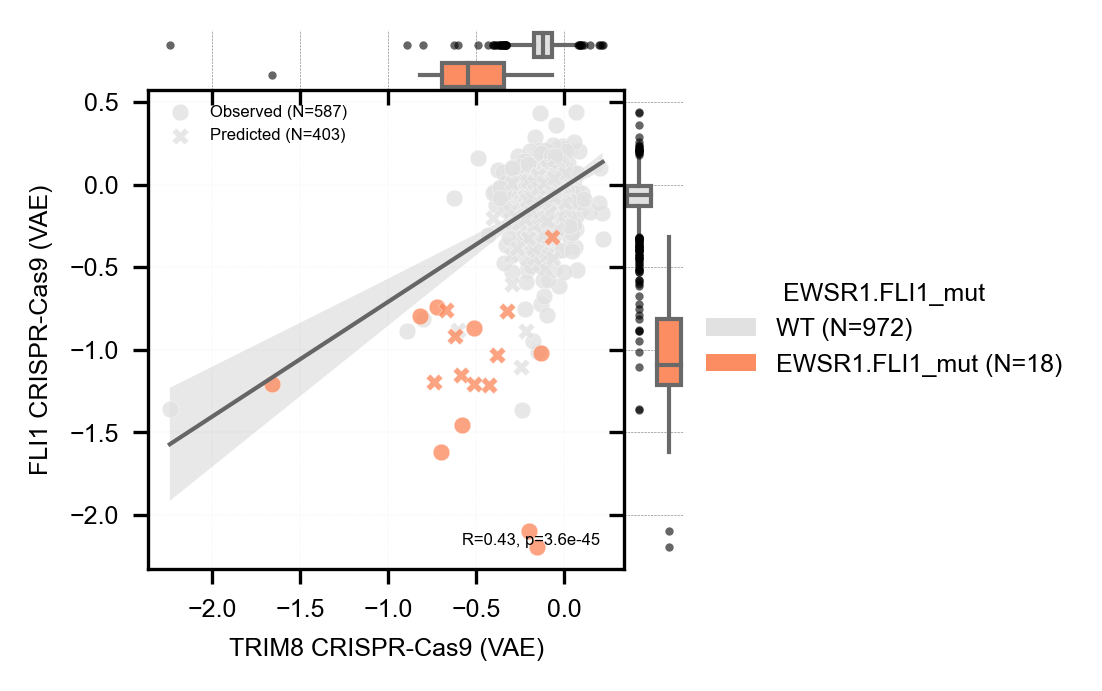 0.5
0.0
−0.5
−1.0
−1.5
−2.0
FLI1 CRISPR-Cas9 (VAE)
Observed (N=587)
Predicted (N=403)
R=0.43, p=3.6e-45
−2.0 −1.5 −1.0 −0.5 0.0
TRIM8 CRISPR-Cas9 (VAE)
EWSR1.FLI1_mut
WT (N=972)
EWSR1.FLI1_mut (N=18)